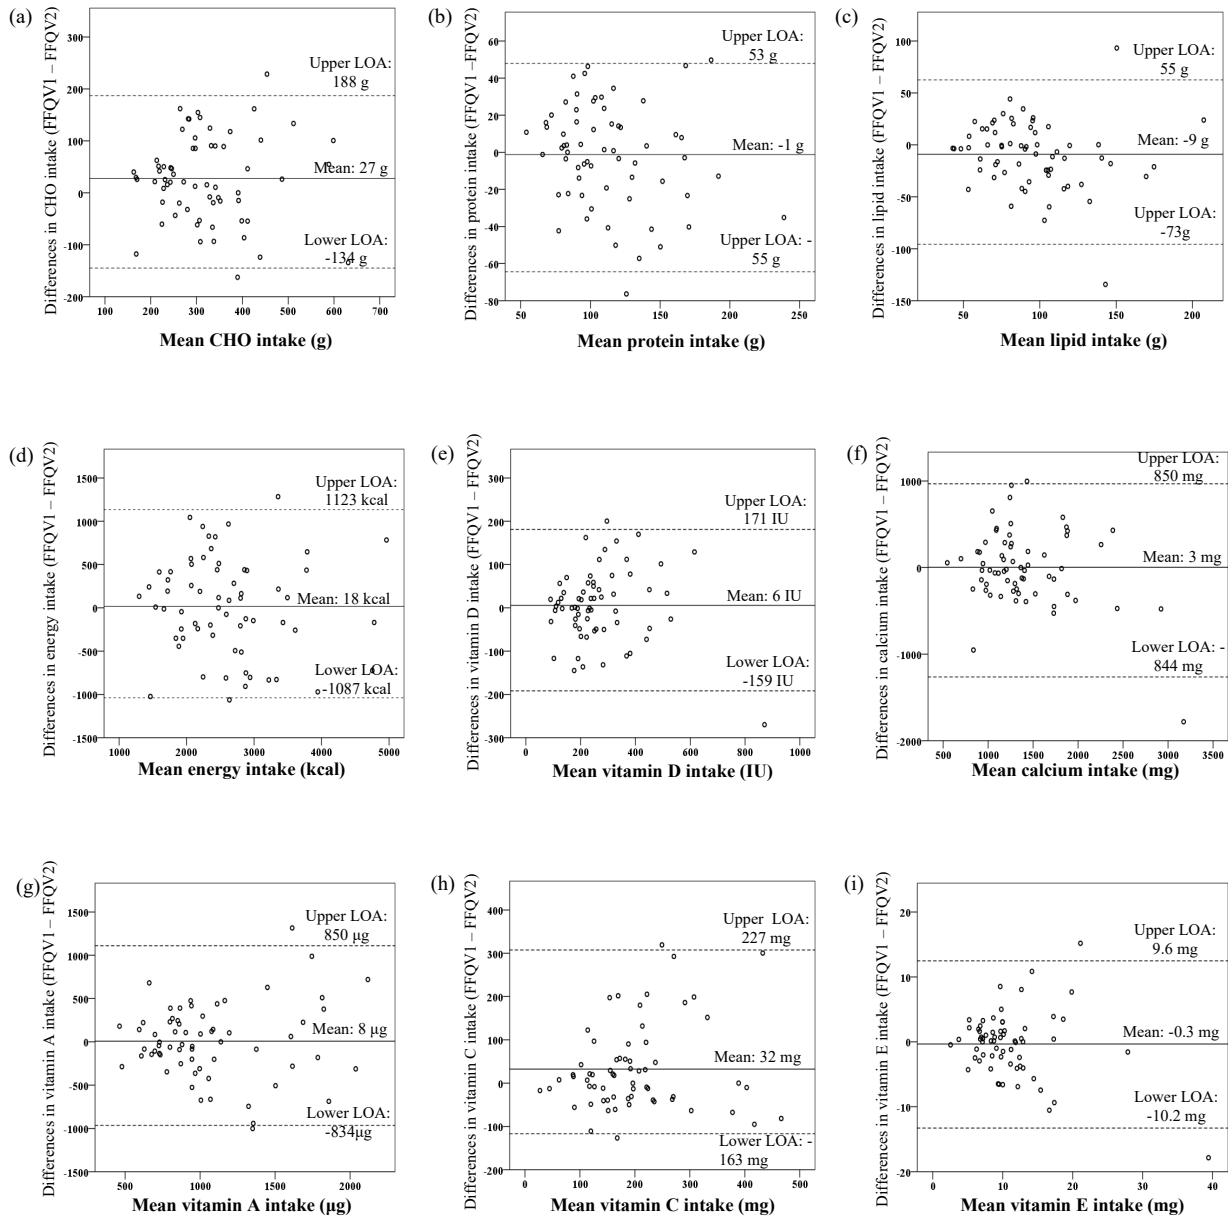 (a)
Differences in CHO intake (FFQV1 – FFQV2)
300
200
100
0
-100
-200
Upper LOA:
188 g
Mean: 27 g
Lower LOA:
-134 g
100 200 300 400 500 600 700
Mean CHO intake (g)
(b)
Differences in protein intake (FFQV1 –FFQV2)
80
60
40
20
0
-20
-40
-60
-80
Upper LOA:
53 g
Mean: -1 g
Upper LOA: -
55 g
50 100 150 200 250
Mean protein intake (g)
(c)
Differences in lipid intake (FFQV1 – FFQV2)
100
50
0
-50
-100
-150
Upper LOA:
55 g
Mean: -9 g
Upper LOA:
-73g
50 100 150 200
Mean lipid intake (g)
(d)
Differences in energy intake (FFQV1 – FFQV2)
1500
1000
500
0
-500
-1000
-1500
Upper LOA:
1123 kcal
Mean: 18 kcal
Lower LOA:
-1087 kcal
1000 2000 3000 4000 5000
Mean energy intake (kcal)
(e)
Differences in vitamin D intake (FFQV1 – FFQV2)
300
200
100
0
-100
-200
-300
Upper LOA:
171 IU
Mean: 6 IU
Lower LOA:
-159 IU
0 200 400 600 800 1000
Mean vitamin D intake (IU)
(f)
Differences in calcium intake (FFQV1 – FFQV2)
1000
0
-1000
-2000
Upper LOA:
850 mg
Mean: 3 mg
Lower LOA: -
844 mg
500 1000 1500 2000 2500 3000 3500
Mean calcium intake (mg)
(g)
Differences in vitamin A intake (FFQV1 – FFQV2)
1500
1000
500
0
-500
-1000
-1500
Upper LOA:
850 µg
Mean: 8 µg
Lower LOA:
-834µg
500 1000 1500 2000
Mean vitamin A intake (µg)
(h)
Differences in vitamin C intake (FFQV1 – FFQV2)
400
300
200
100
0
-100
-200
Upper LOA:
227 mg
Mean: 32 mg
Lower LOA: -
163 mg
0 100 200 300 400 500
Mean vitamin C intake (mg)
(i)
Differences in vitamin E intake (FFQV1 – FFQV2)
20
10
0
-10
-20
Upper LOA:
9.6 mg
Mean: -0.3 mg
Lower LOA:
-10.2 mg
0 10 20 30 40
Mean vitamin E intake (mg)